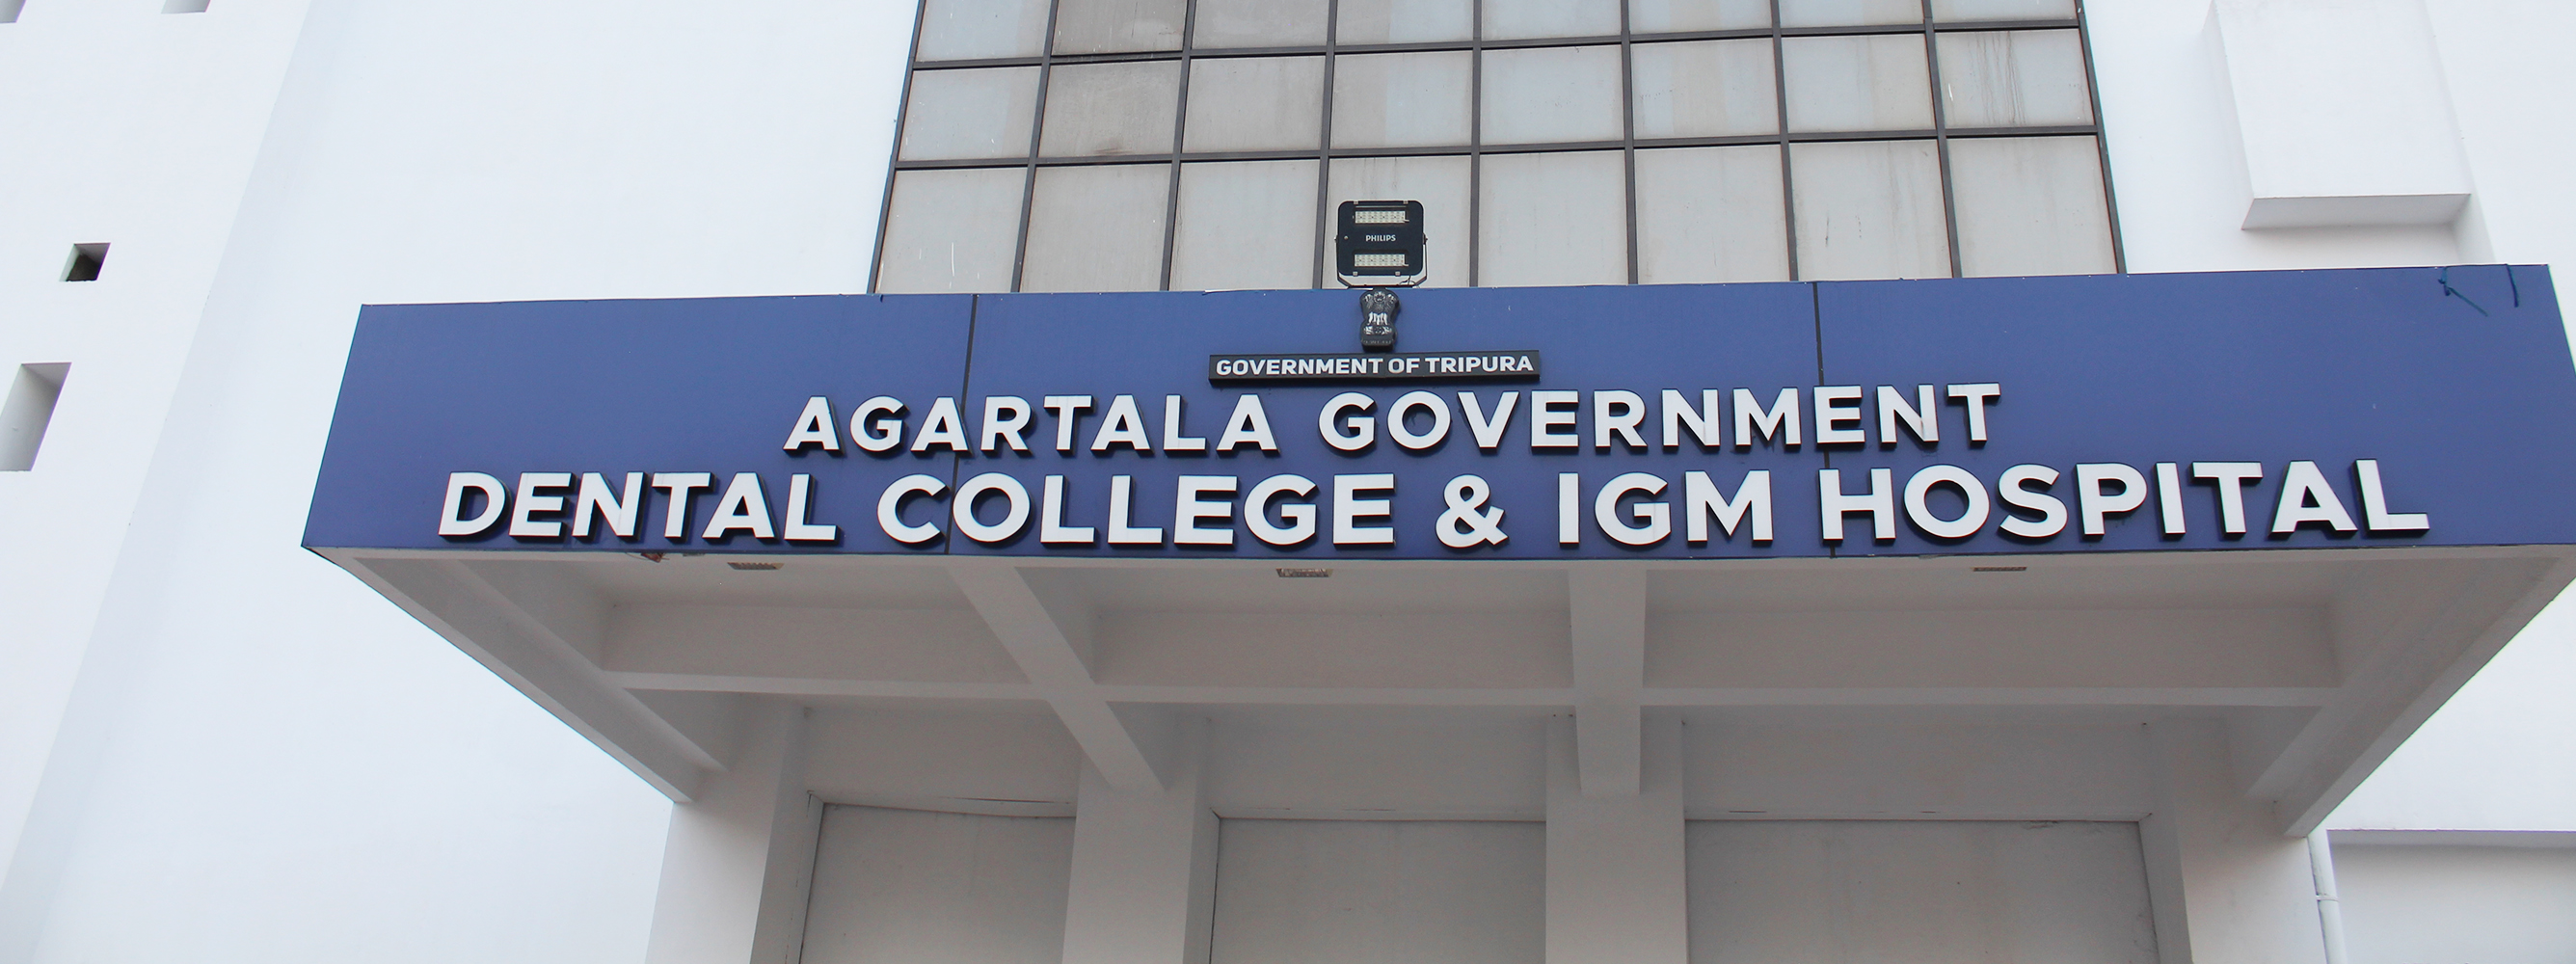 PHILIPS
GOVERNMENT OF TRIPURA
AGARTALA GOVERNMENT
DENTAL COLLEGE & IGM HOSPITAL